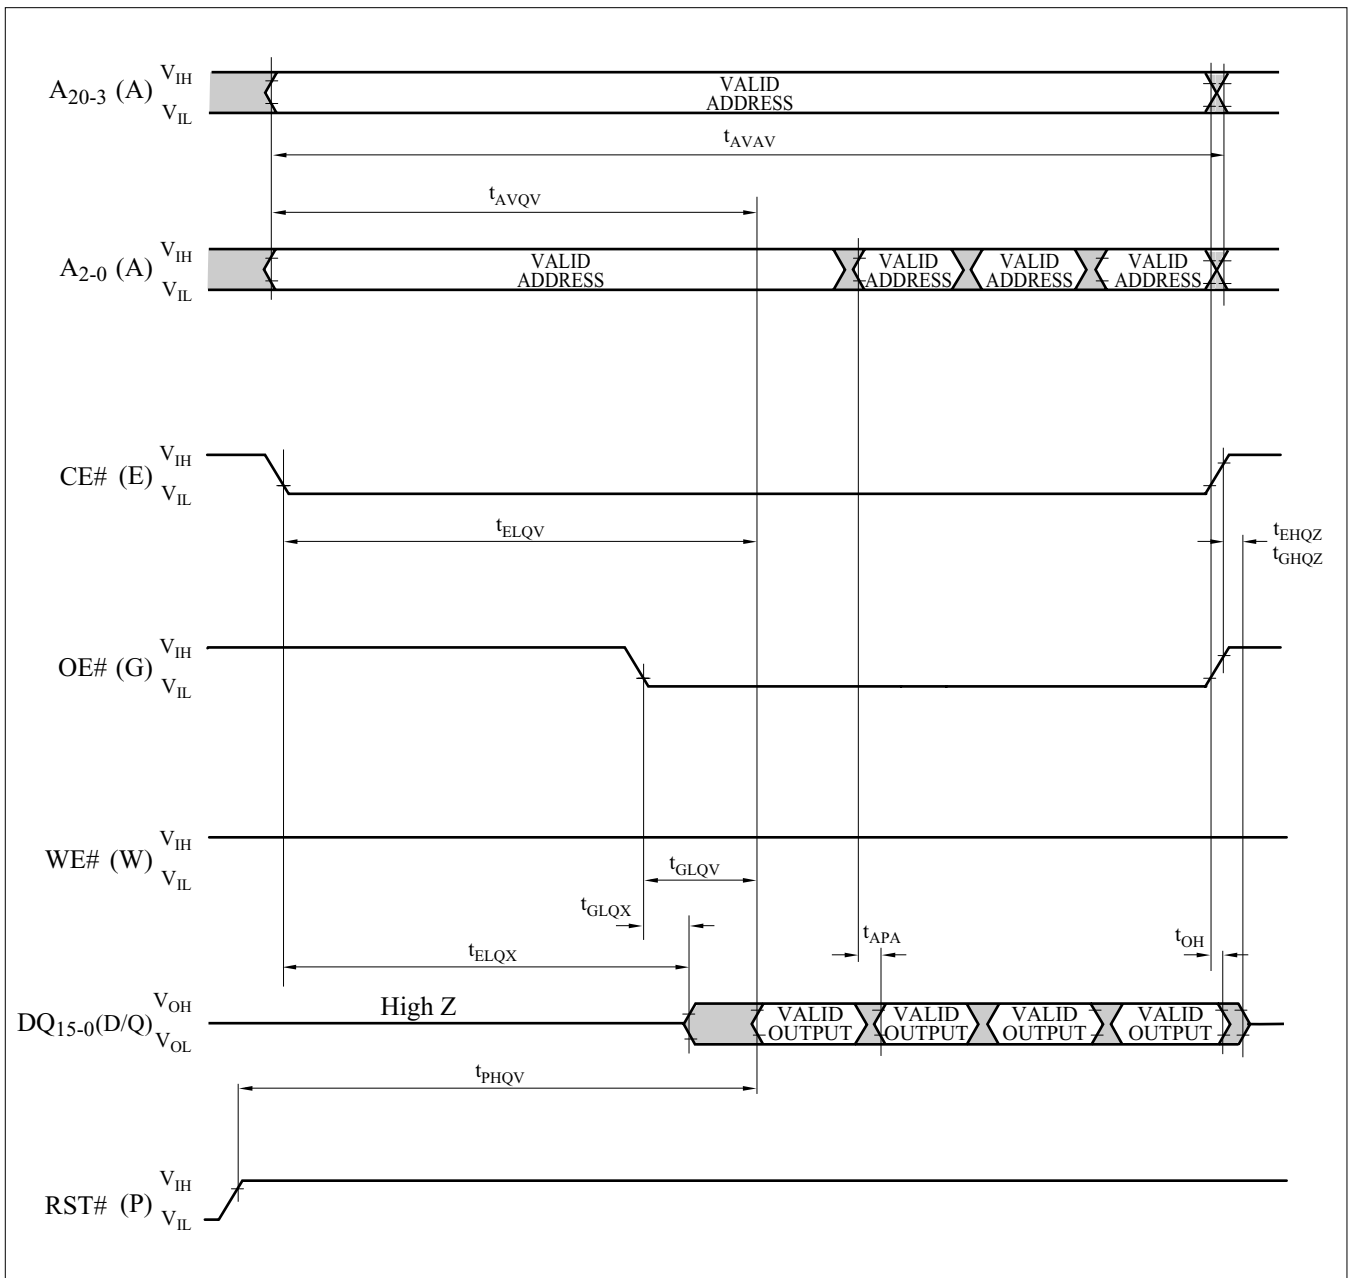 A20-3 (A) VIH
VIL
VALID
ADDRESS
tAVAV
tAVQV
A2-0 (A) VIH
VIL
VALID
ADDRESS
VALID
ADDRESS
VALID
ADDRESS
VALID
ADDRESS
CE# (E) VIH
VIL
tELQV
tEHQZ
tGHQZ
OE# (G) VIH
VIL
WE# (W) VIH
VIL
tGLQV
tGLQX
tELQX
tAPA
tOH
DQ15-0(D/Q) VOH
VOL
High Z
VALID
OUTPUT
VALID
OUTPUT
VALID
OUTPUT
VALID
OUTPUT
tPHQV
RST# (P) VIH
VIL